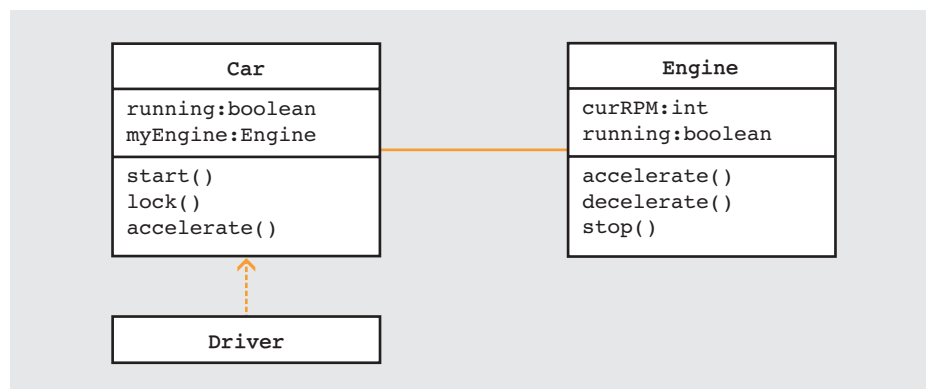 Car
running:boolean
myEngine:Engine
start()
lock()
accelerate()
Engine
curRPM:int
running:boolean
accelerate()
decelerate()
stop()
Driver